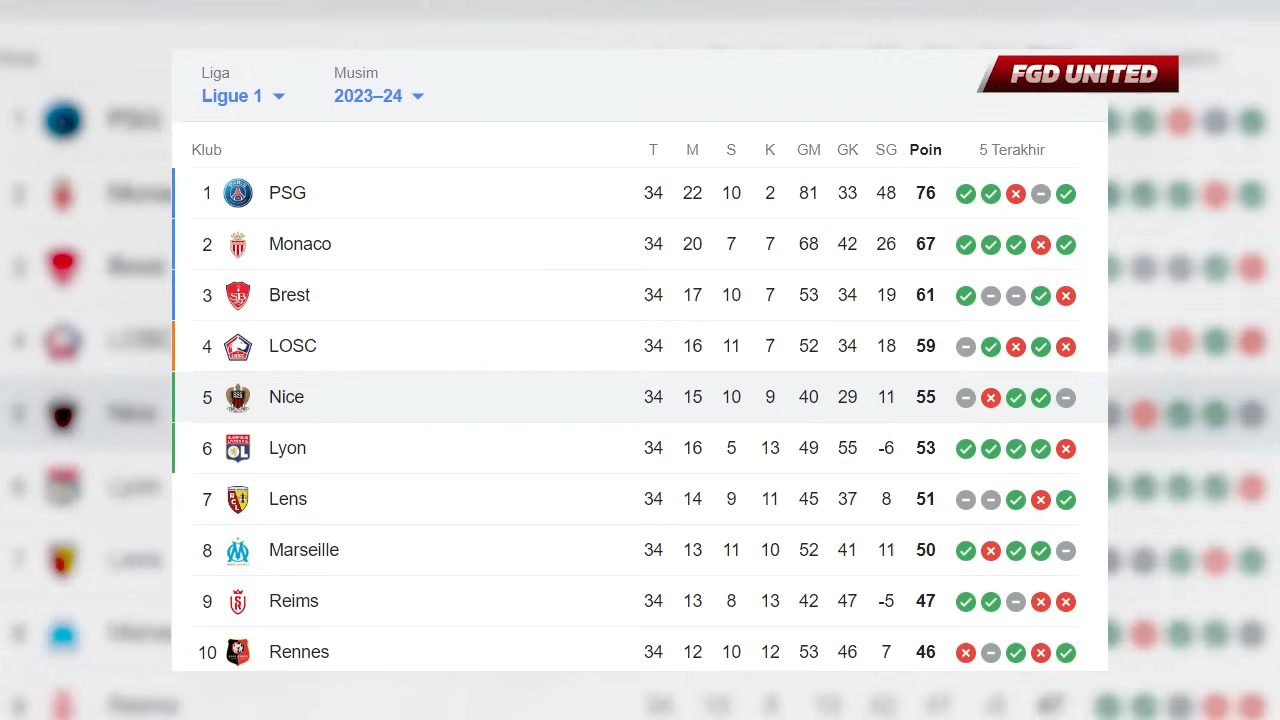 Liga Musim
Ligue 1 2023–24
FGD UNITED
Klub T M S K GM GK SG Poin 5 Terakhir
1 PSG 34 22 10 2 81 33 48 76
2 Monaco 34 20 7 7 68 42 26 67
3 Brest 34 17 10 7 53 34 19 61
4 LOSC 34 16 11 7 52 34 18 59
5 Nice 34 15 10 9 40 29 11 55
6 Lyon 34 16 5 13 49 55 -6 53
7 Lens 34 14 9 11 45 37 8 51
8 Marseille 34 13 11 10 52 41 11 50
9 Reims 34 13 8 13 42 47 -5 47
10 Rennes 34 12 10 12 53 46 7 46